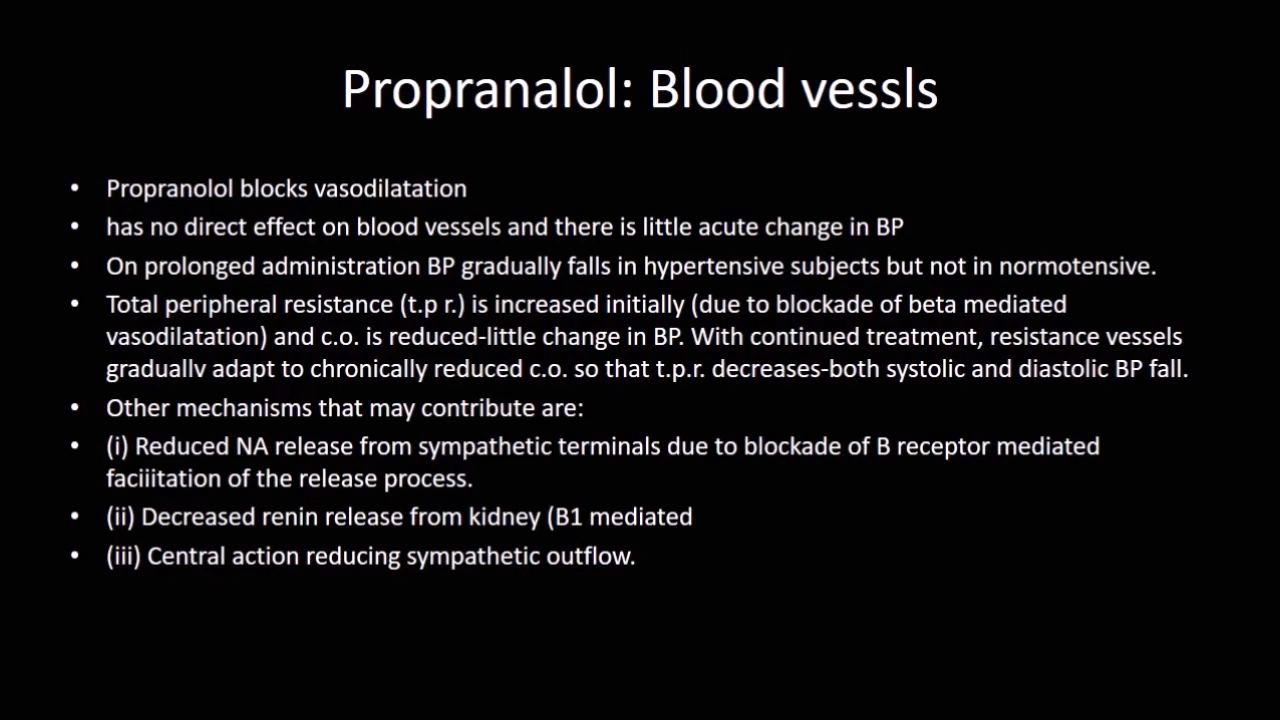 Propranalol: Blood vessls
• Propranolol blocks vasodilatation
• has no direct effect on blood vessels and there is little acute change in BP
• On prolonged administration BP gradually falls in hypertensive subjects but not in normotensive.
• Total peripheral resistance (t.p r.) is increased initially (due to blockade of beta mediated
vasodilatation) and c.o. is reduced-little change in BP. With continued treatment, resistance vessels
graduallv adapt to chronically reduced c.o. so that t.p.r. decreases-both systolic and diastolic BP fall.
• Other mechanisms that may contribute are:
• (i) Reduced NA release from sympathetic terminals due to blockade of B receptor mediated
faciiitation of the release process.
• (ii) Decreased renin release from kidney (B1 mediated
• (iii) Central action reducing sympathetic outflow.